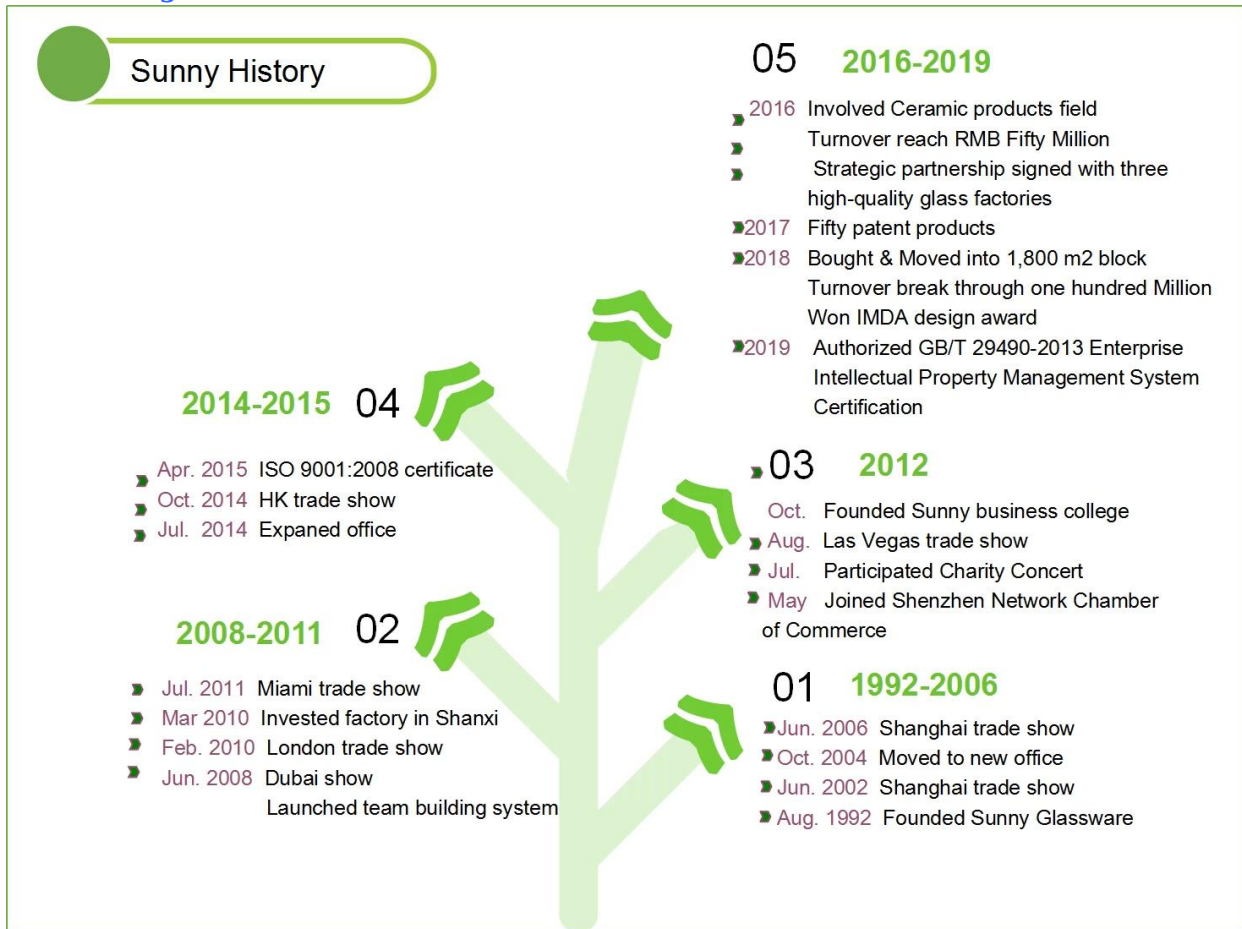 Sunny History
05 2016-2019
2016 Involved Ceramic products field
Turnover reach RMB Fifty Million
Strategic partnership signed with three
high-quality glass factories
2017 Fifty patent products
2018 Bought & Moved into 1,800 m2 block
Turnover break through one hundred Million
Won IMDA design award
2019 Authorized GB/T 29490-2013 Enterprise
Intellectual Property Management System
Certification
2014-2015 04
Apr. 2015 ISO 9001:2008 certificate
Oct. 2014 HK trade show
Jul. 2014 Expaned office
03 2012
Oct. Founded Sunny business college
Aug. Las Vegas trade show
Jul. Participated Charity Concert
May Joined Shenzhen Network Chamber
of Commerce
2008-2011 02
Jul. 2011 Miami trade show
Mar 2010 Invested factory in Shanxi
Feb. 2010 London trade show
Jun. 2008 Dubai show
Launched team building system
01 1992-2006
Jun. 2006 Shanghai trade show
Oct. 2004 Moved to new office
Jun. 2002 Shanghai trade show
Aug. 1992 Founded Sunny Glassware